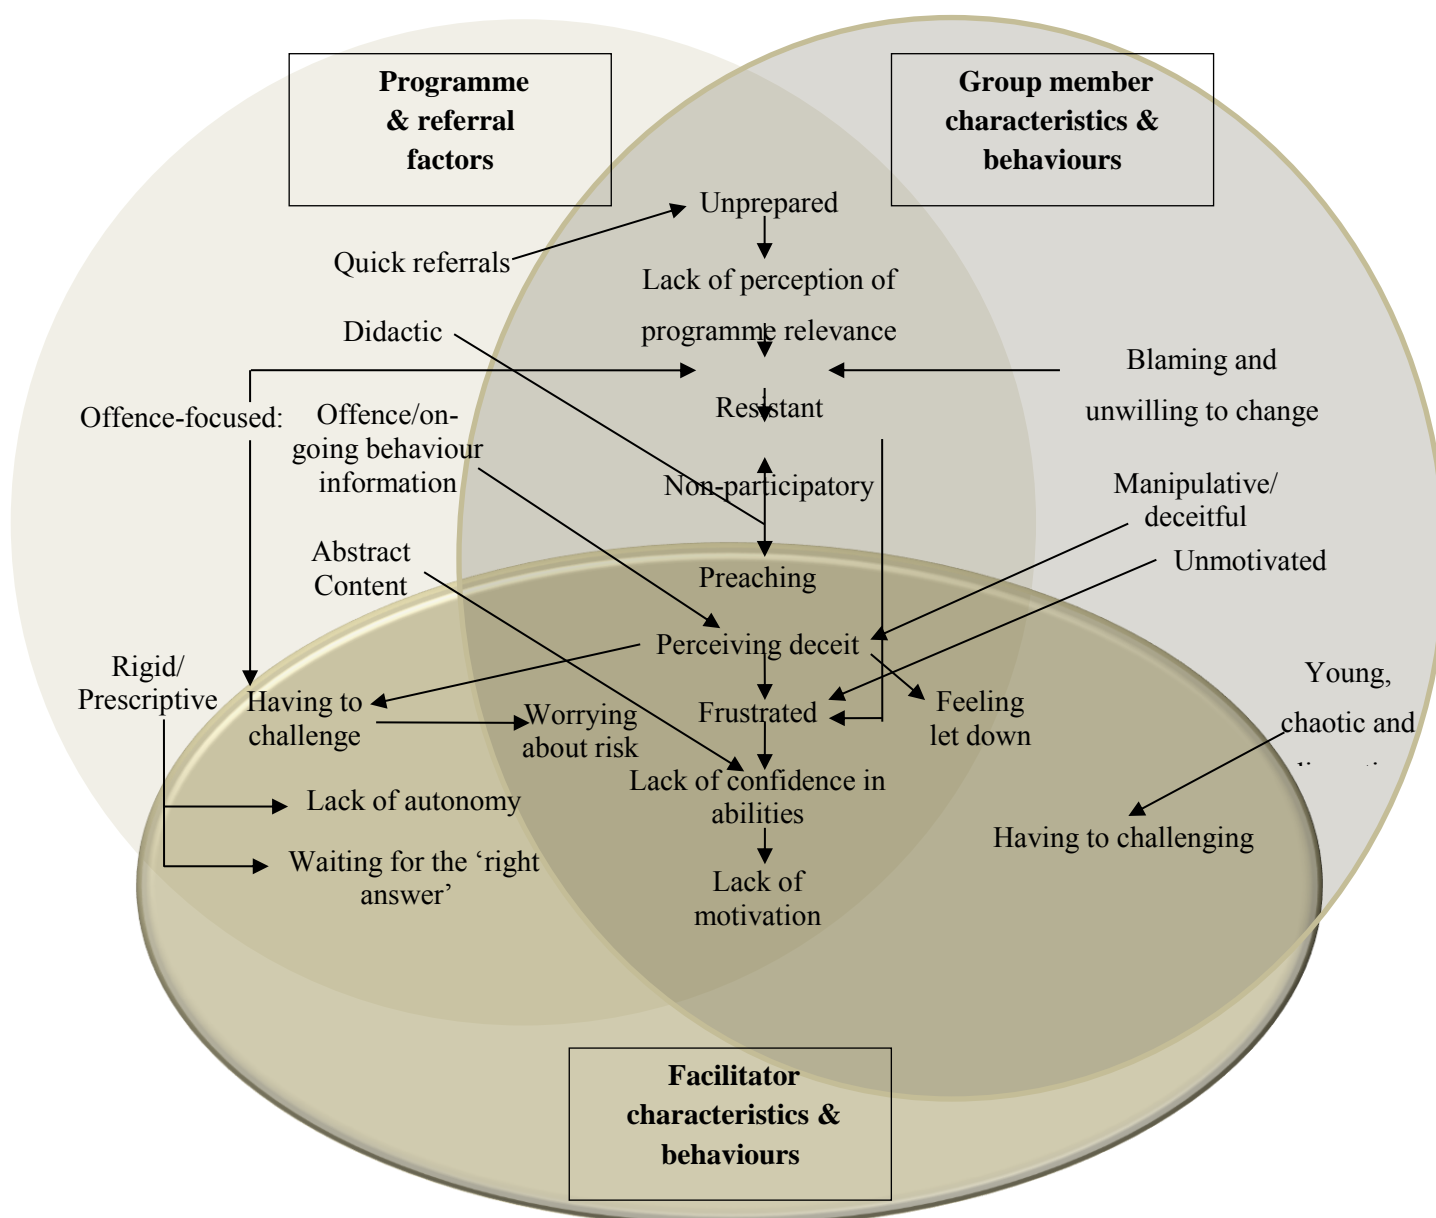 Programme
& referral
factors
Group member
characteristics &
behaviours
Unprepared
Quick referrals
Lack of perception of
programme relevance
Didactic
Blaming and
unwilling to change
Offence-focused:
Offence/on-
going behaviour
information
Resistant
Non-participatory
Manipulative/
deceitful
Abstract
Content
Preaching
Unmotivated
Perceiving deceit
Rigid/
Prescriptive
Young,
chaotic and
Having to
challenge
Worrying
about risk
Frustrated
Feeling
let down
Lack of confidence in
abilities
Lack of autonomy
Having to challenging
Waiting for the ‘right
answer’
Lack of
motivation
Facilitator
characteristics &
behaviours